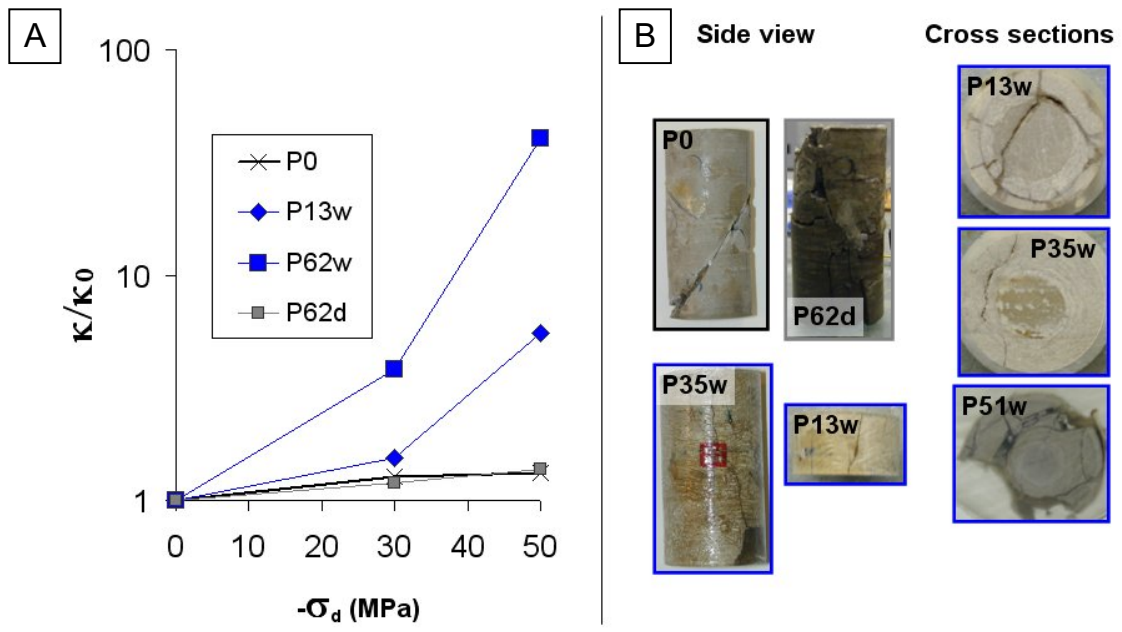 A
100
10
1
κ/κ0
P0
P13w
P62w
P62d
0 10 20 30 40 50
-σd (MPa)
B
Side view
Cross sections
P0
P62d
P35w
P13w
P13w
P35w
P51w